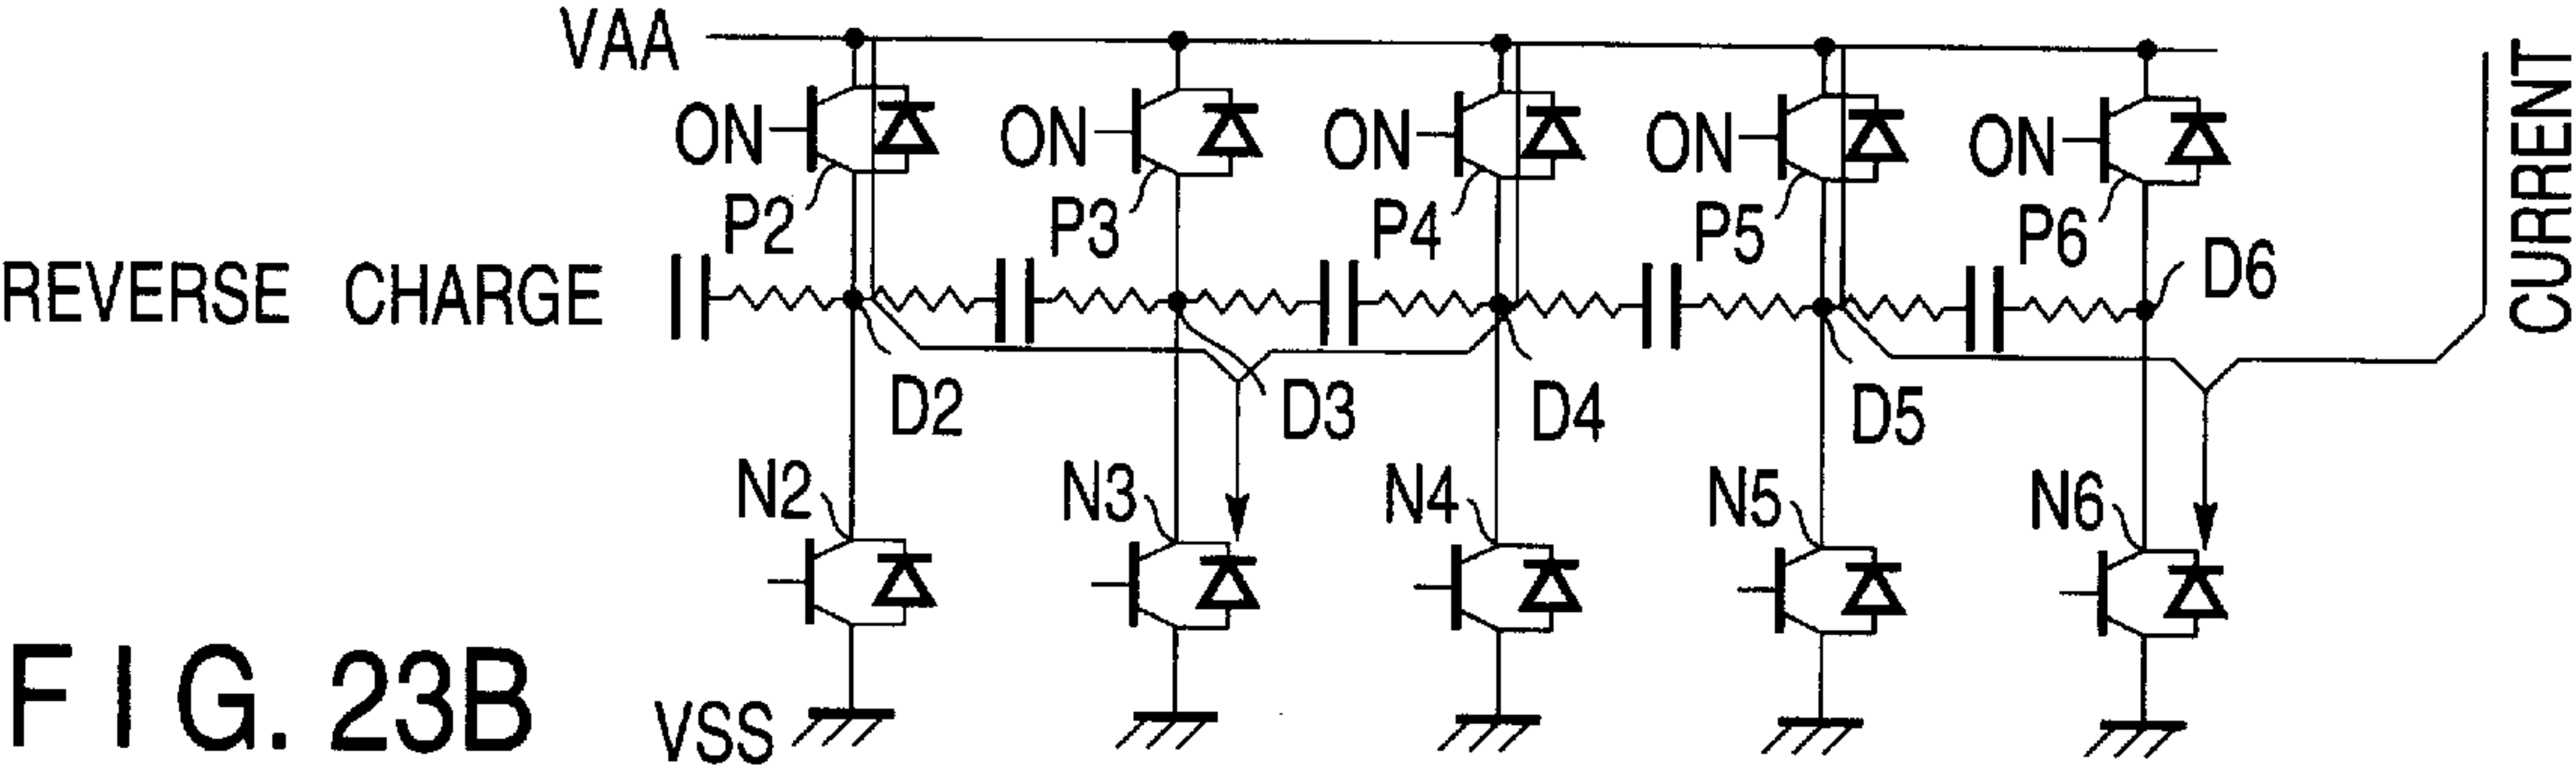 VAA
CURRENT
ON ON ON ON ON
P2 P3 P4 P5 P6
REVERSE CHARGE
D6
D2 D3 D4 D5
N2 N3 N4 N5 N6
FIG. 23B
VSS